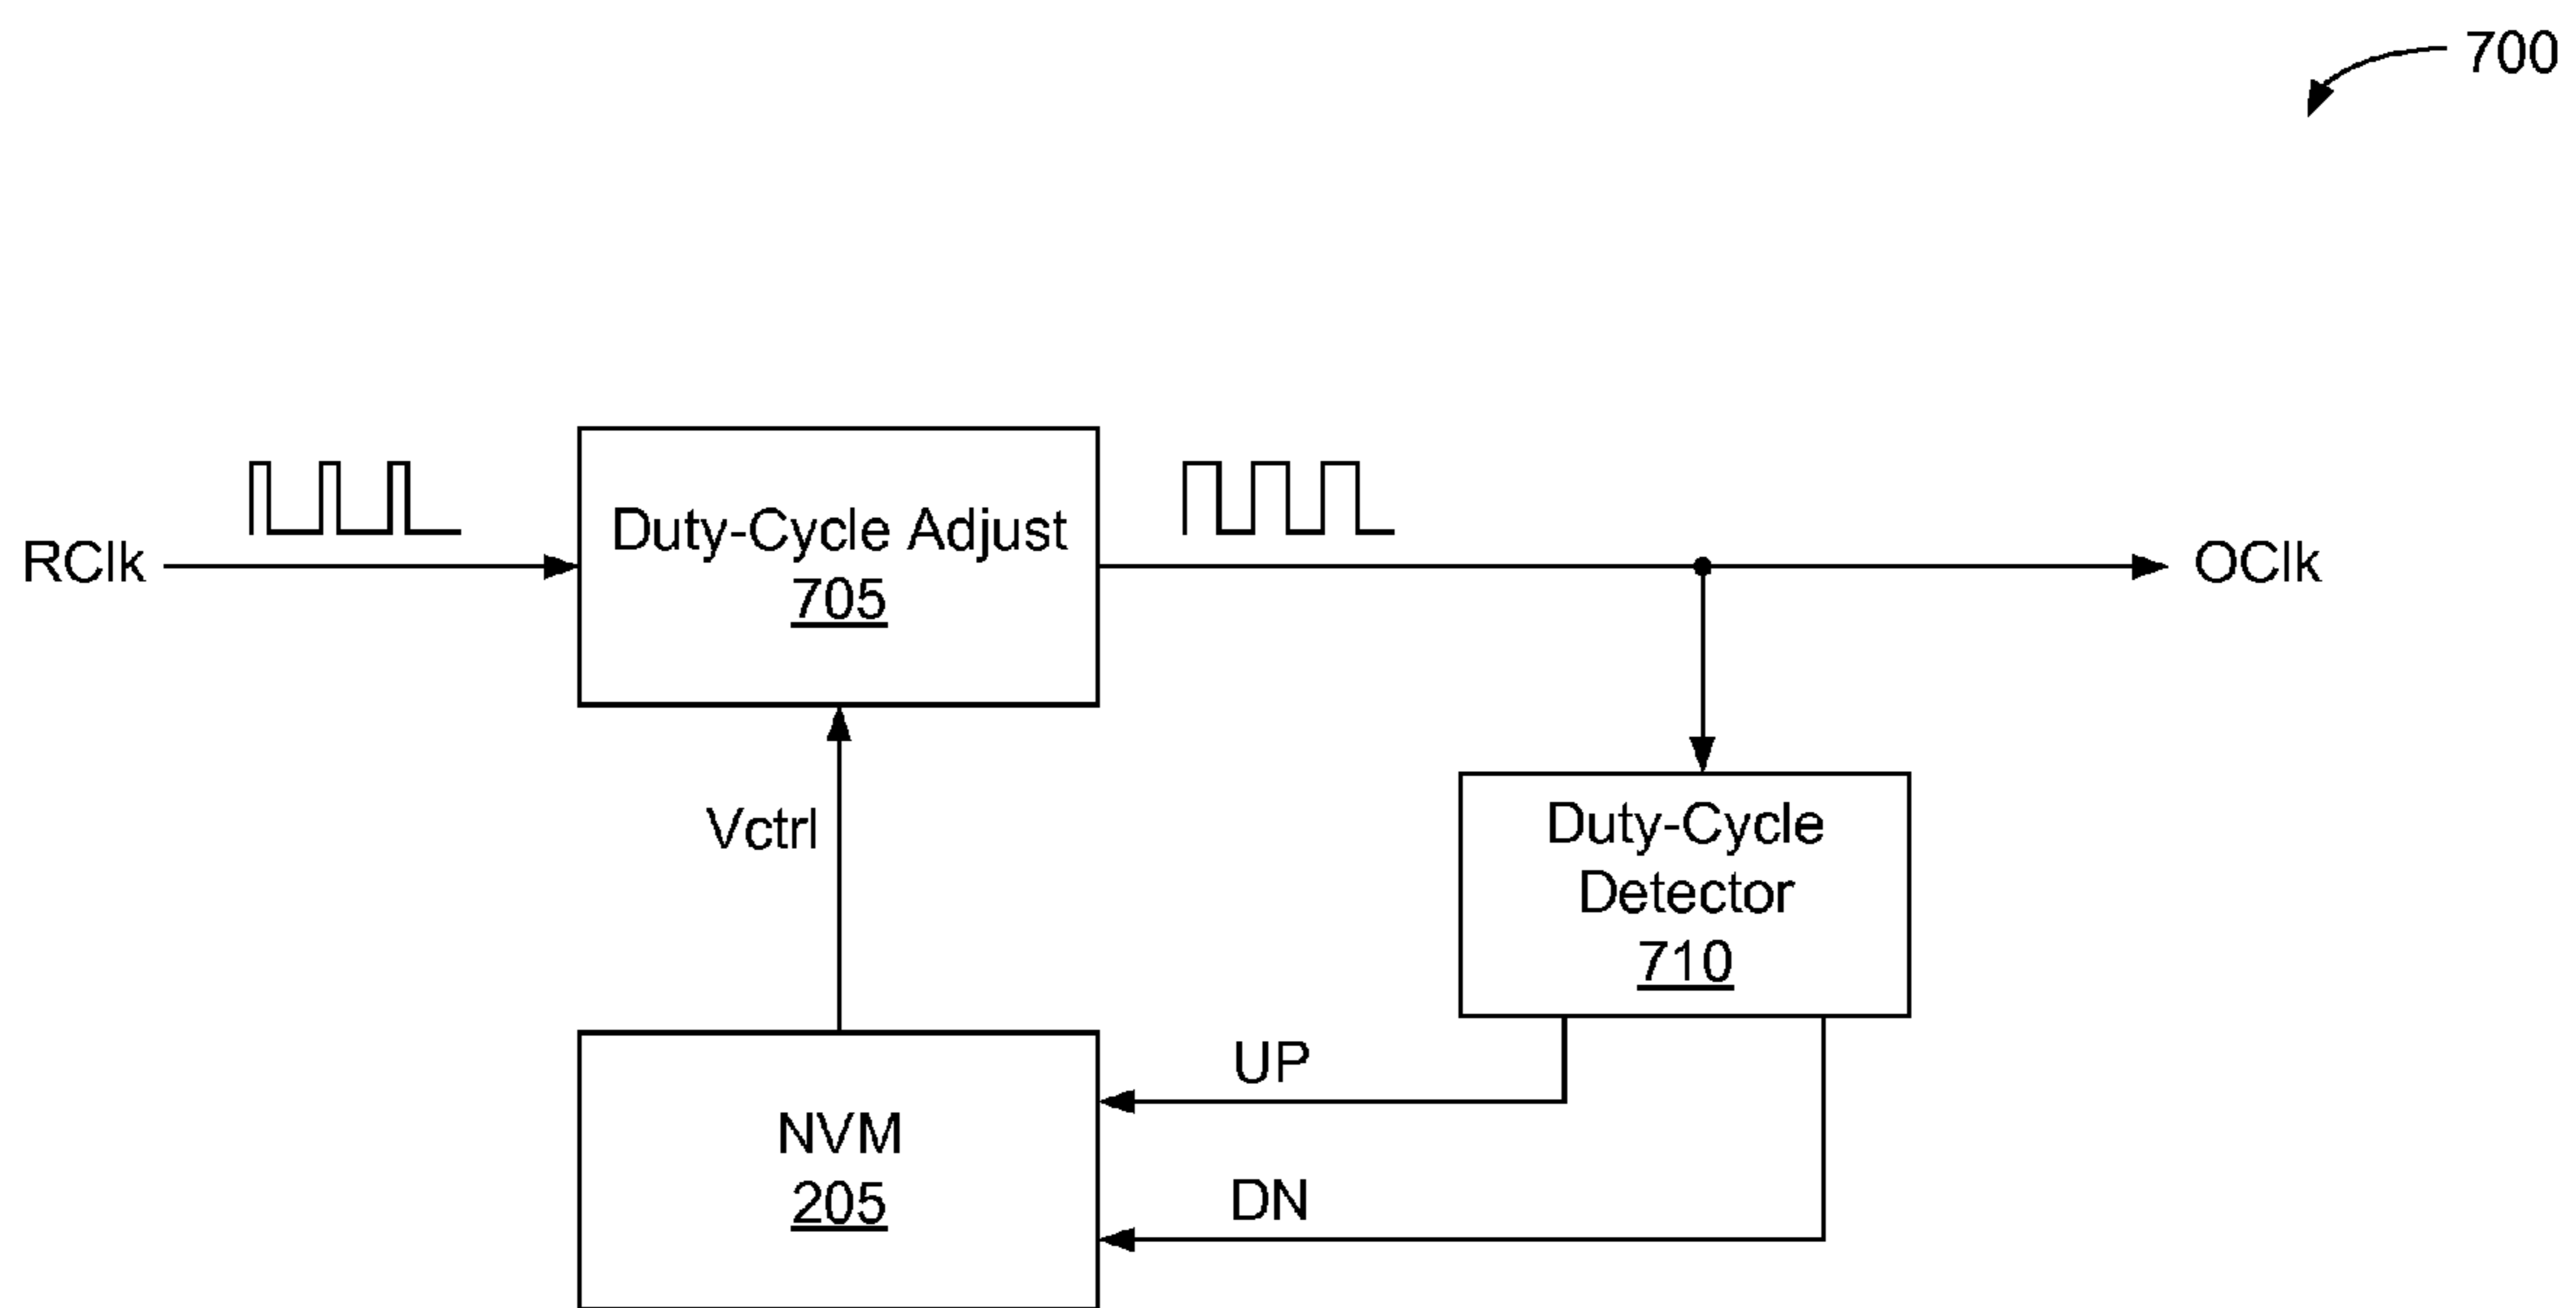 700
RClk
Duty-Cycle Adjust
705
OClk
Vctrl
Duty-Cycle
Detector
710
UP
NVM
205
DN